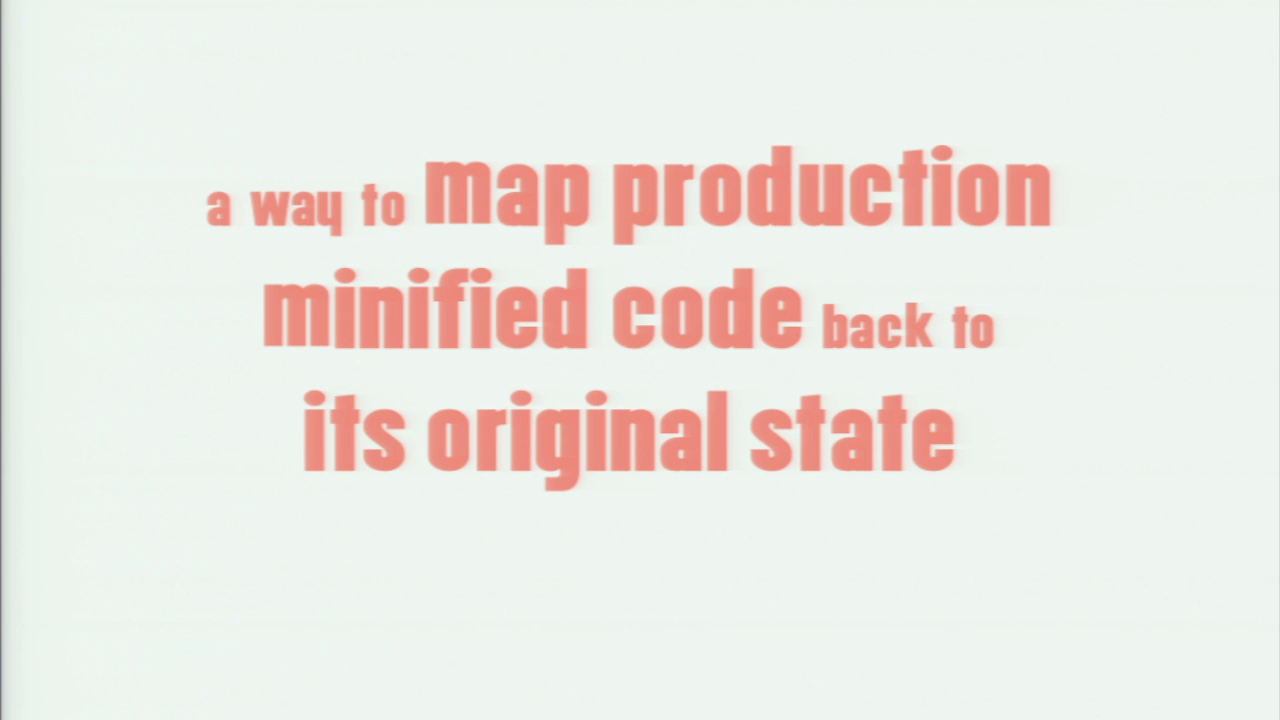 a way to map production
minified code back to
its original state